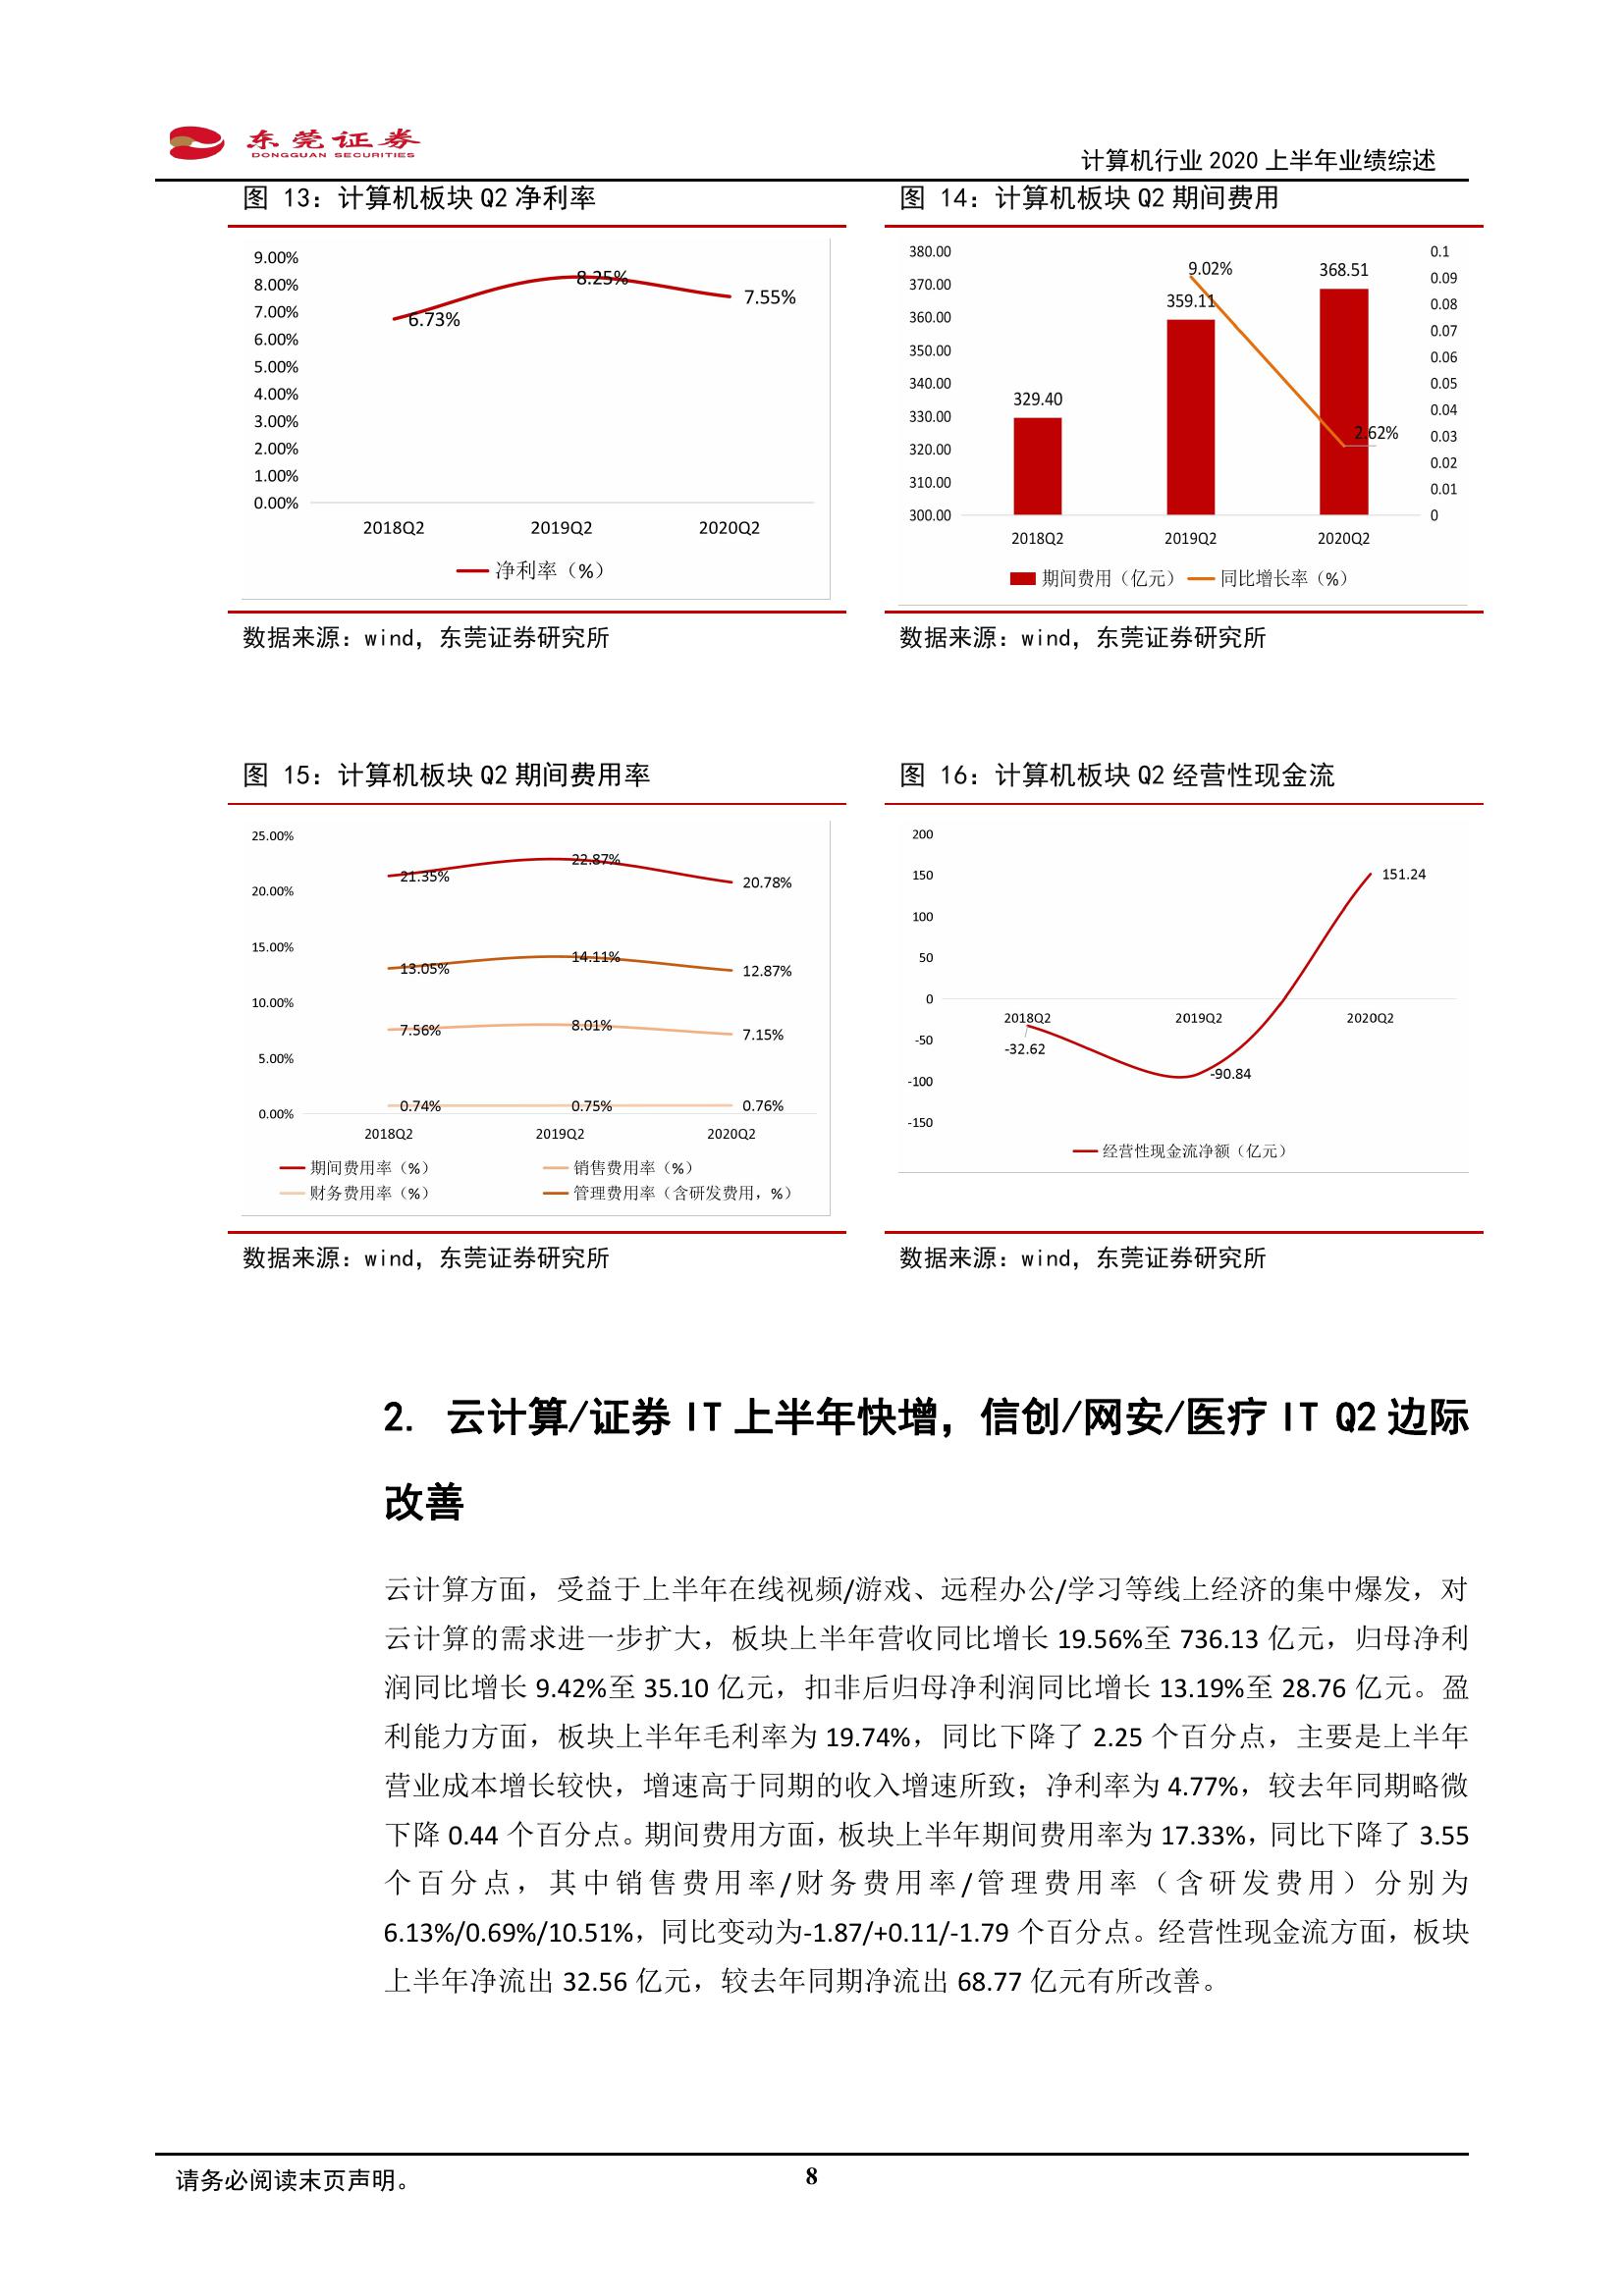 东莞证券
DONGGUAN SECURITIES
计算机行业 2020 上半年业绩综述
图 13：计算机板块 Q2 净利率
9.00%
8.00%
7.00%
6.00%
5.00%
4.00%
3.00%
2.00%
1.00%
0.00%
6.73%
8.25%
7.55%
2018Q2 2019Q2 2020Q2
净利率（%）
数据来源：wind，东莞证券研究所
图 14：计算机板块 Q2 期间费用
380.00
370.00
360.00
350.00
340.00
330.00
320.00
310.00
300.00
329.40
359.11
368.51
9.02%
2.62%
0.1
0.09
0.08
0.07
0.06
0.05
0.04
0.03
0.02
0.01
0
2018Q2 2019Q2 2020Q2
期间费用（亿元） 同比增长率（%）
数据来源：wind，东莞证券研究所
图 15：计算机板块 Q2 期间费用率
25.00%
20.00%
15.00%
10.00%
5.00%
0.00%
21.35% 22.87% 20.78%
13.05% 14.11% 12.87%
7.56% 8.01% 7.15%
0.74% 0.75% 0.76%
2018Q2 2019Q2 2020Q2
期间费用率（%） 销售费用率（%）
财务费用率（%） 管理费用率（含研发费用，%）
数据来源：wind，东莞证券研究所
图 16：计算机板块 Q2 经营性现金流
200
150
100
50
0
-50
-100
-150
2018Q2 2019Q2 2020Q2
-32.62
-90.84
151.24
经营性现金流净额（亿元）
数据来源：wind，东莞证券研究所
2. 云计算/证券 IT 上半年快增，信创/网安/医疗 IT Q2 边际
改善
云计算方面，受益于上半年在线视频/游戏、远程办公/学习等线上经济的集中爆发，对
云计算的需求进一步扩大，板块上半年营收同比增长 19.56%至 736.13 亿元，归母净利
润同比增长 9.42%至 35.10 亿元，扣非后归母净利润同比增长 13.19%至 28.76 亿元。盈
利能力方面，板块上半年毛利率为 19.74%，同比下降了 2.25 个百分点，主要是上半年
营业成本增长较快，增速高于同期的收入增速所致；净利率为 4.77%，较去年同期略微
下降 0.44 个百分点。期间费用方面，板块上半年期间费用率为 17.33%，同比下降了 3.55
个百分点，其中销售费用率/财务费用率/管理费用率（含研发费用）分别为
6.13%/0.69%/10.51%，同比变动为-1.87/+0.11/-1.79 个百分点。经营性现金流方面，板块
上半年净流出 32.56 亿元，较去年同期净流出 68.77 亿元有所改善。
请务必阅读末页声明。
8